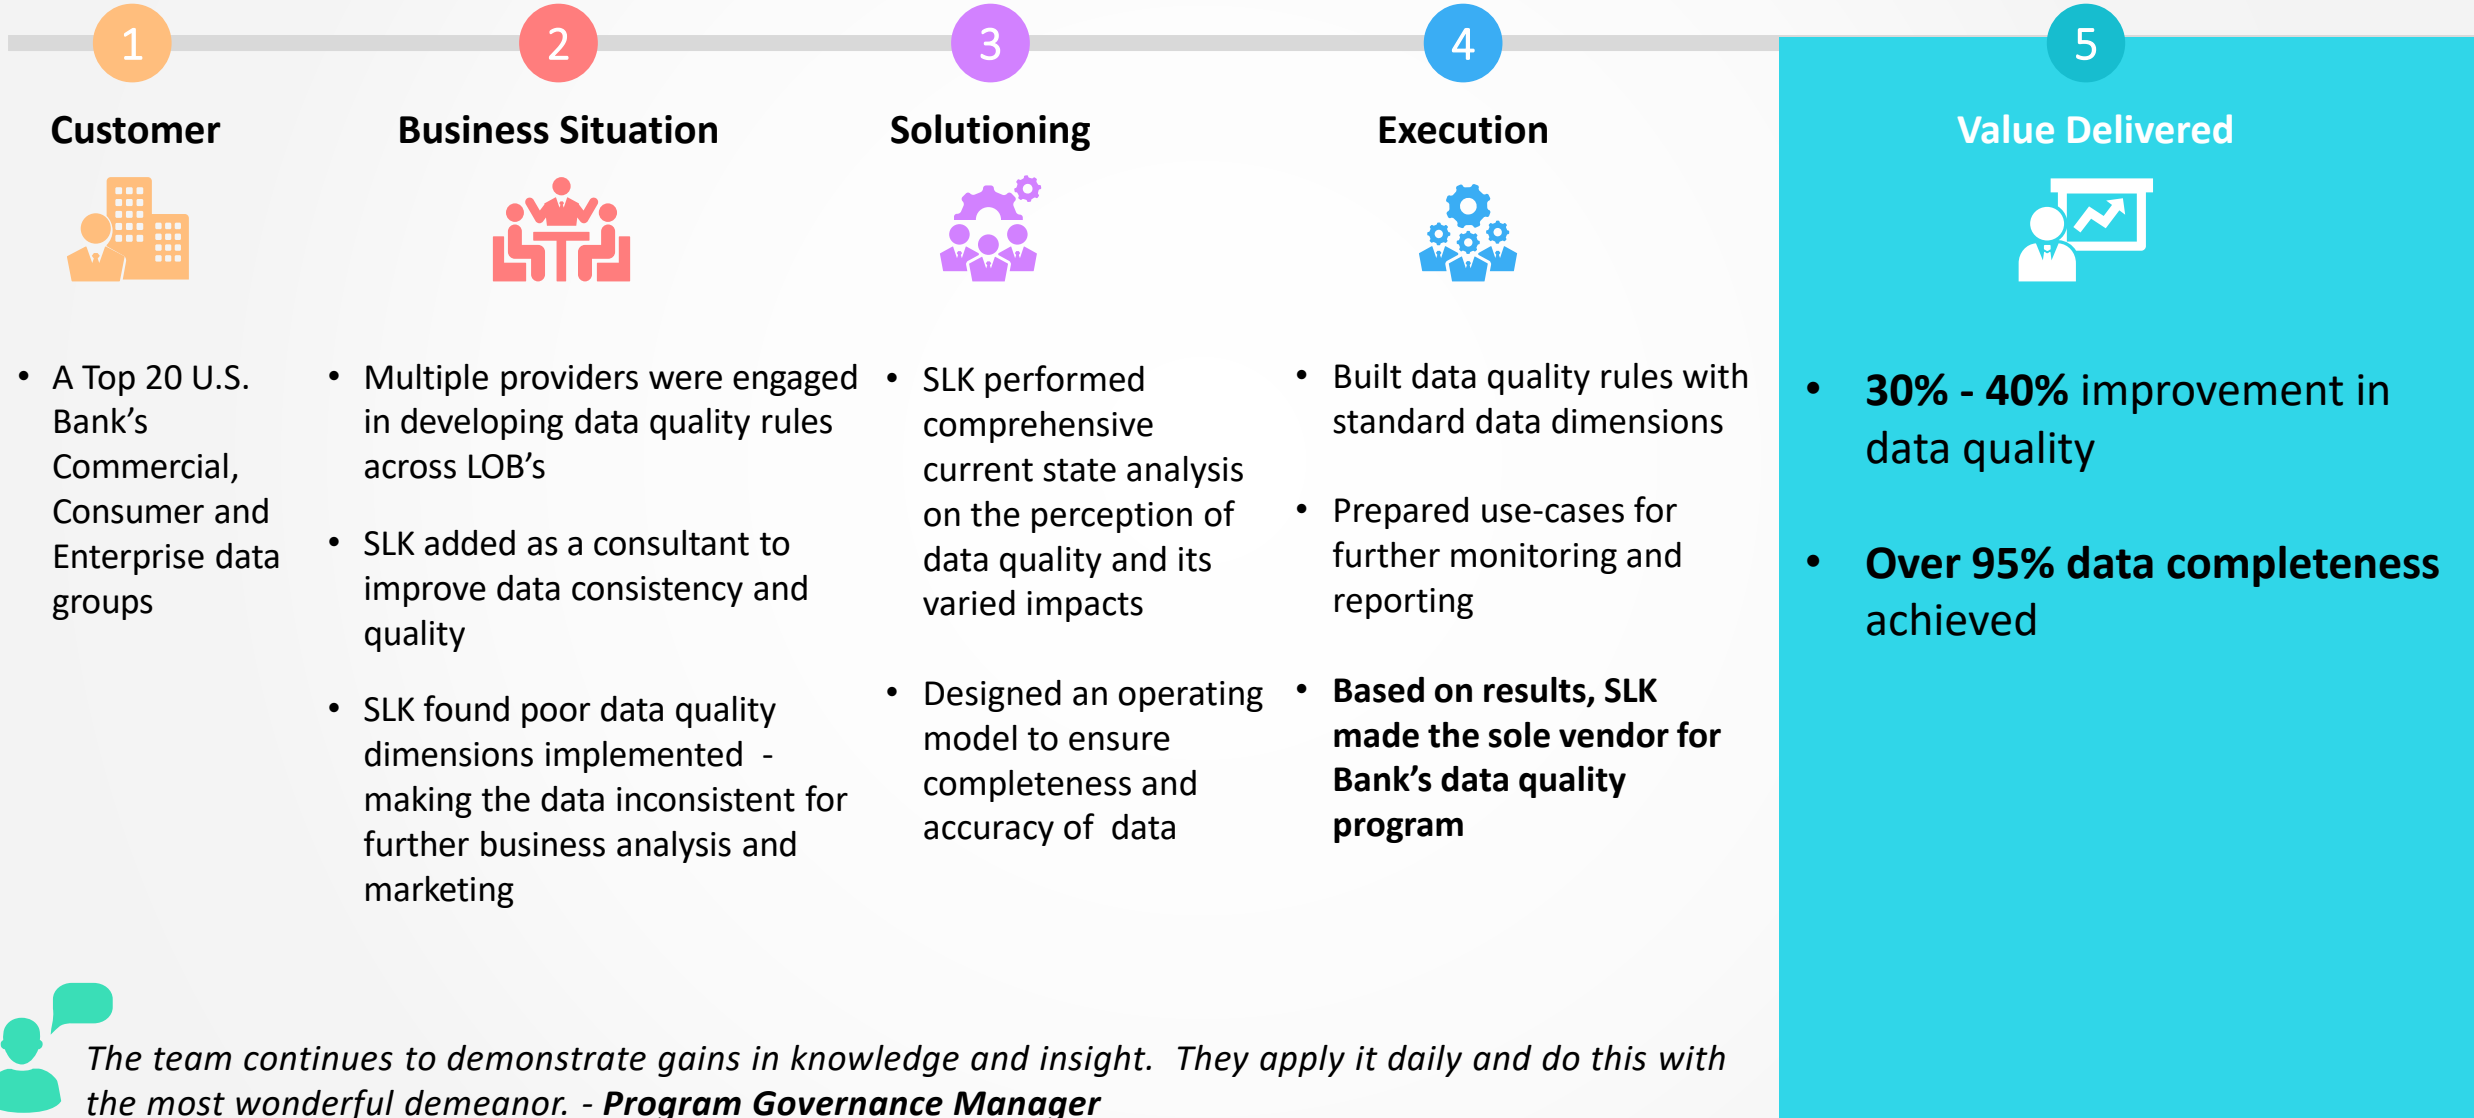 1
Customer
• A Top 20 U.S.
Bank’s
Commercial,
Consumer and
Enterprise data
groups
2
Business Situation
• Multiple providers were engaged
in developing data quality rules
across LOB’s
• SLK added as a consultant to
improve data consistency and
quality
• SLK found poor data quality
dimensions implemented -
making the data inconsistent for
further business analysis and
marketing
3
Solutioning
• SLK performed
comprehensive
current state analysis
on the perception of
data quality and its
varied impacts
• Designed an operating
model to ensure
completeness and
accuracy of data
4
Execution
• Built data quality rules with
standard data dimensions
• Prepared use-cases for
further monitoring and
reporting
• Based on results, SLK
made the sole vendor for
Bank’s data quality
program
5
Value Delivered
• 30% - 40% improvement in
data quality
• Over 95% data completeness
achieved
The team continues to demonstrate gains in knowledge and insight. They apply it daily and do this with
the most wonderful demeanor. - Program Governance Manager